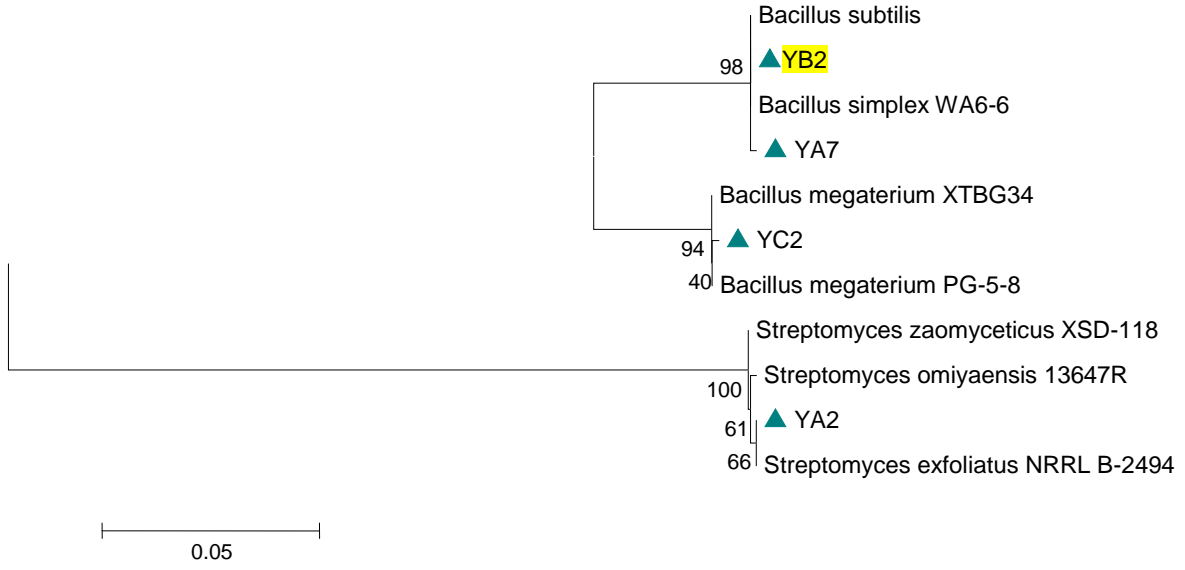 Bacillus subtilis
98
YB2
Bacillus simplex WA6-6
YA7
Bacillus megaterium XTBG34
YC2
94
40
Bacillus megaterium PG-5-8
Streptomyces zaomyceticus XSD-118
Streptomyces omiyaensis 13647R
100
YA2
61
66
Streptomyces exfoliatus NRRL B-2494
0.05